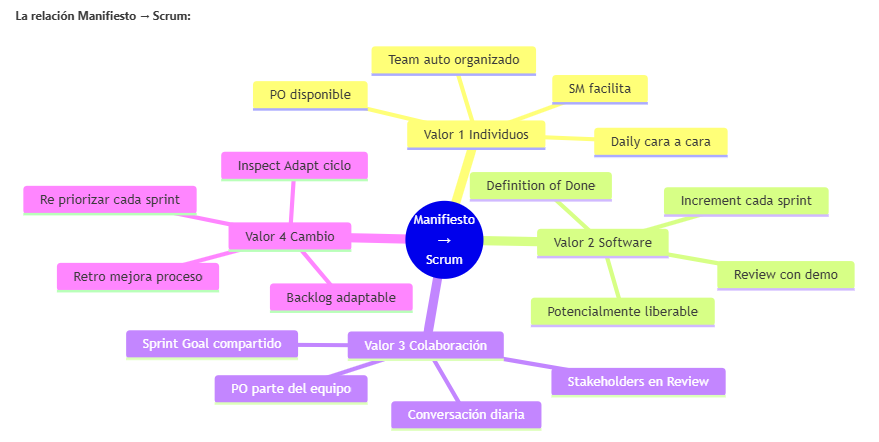 La relación Manifiesto → Scrum:
Team auto organizado
PO disponible
SM facilita
Valor 1 Individuos
Daily cara a cara
Inspect Adapt ciclo
Definition of Done
Re priorizar cada sprint
Increment cada sprint
Manifiesto
→
Scrum
Valor 4 Cambio
Valor 2 Software
Retro mejora proceso
Review con demo
Backlog adaptable
Potencialmente liberable
Sprint Goal compartido
Valor 3 Colaboración
PO parte del equipo
Stakeholders en Review
Conversación diaria